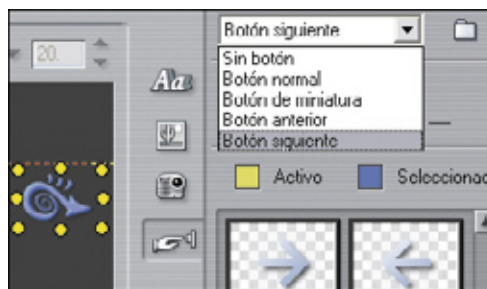 Botón siguiente
20.
Sin botón
Botón normal
Botón de miniatura
Botón anterior
Botón siguiente
Activo Seleccionad